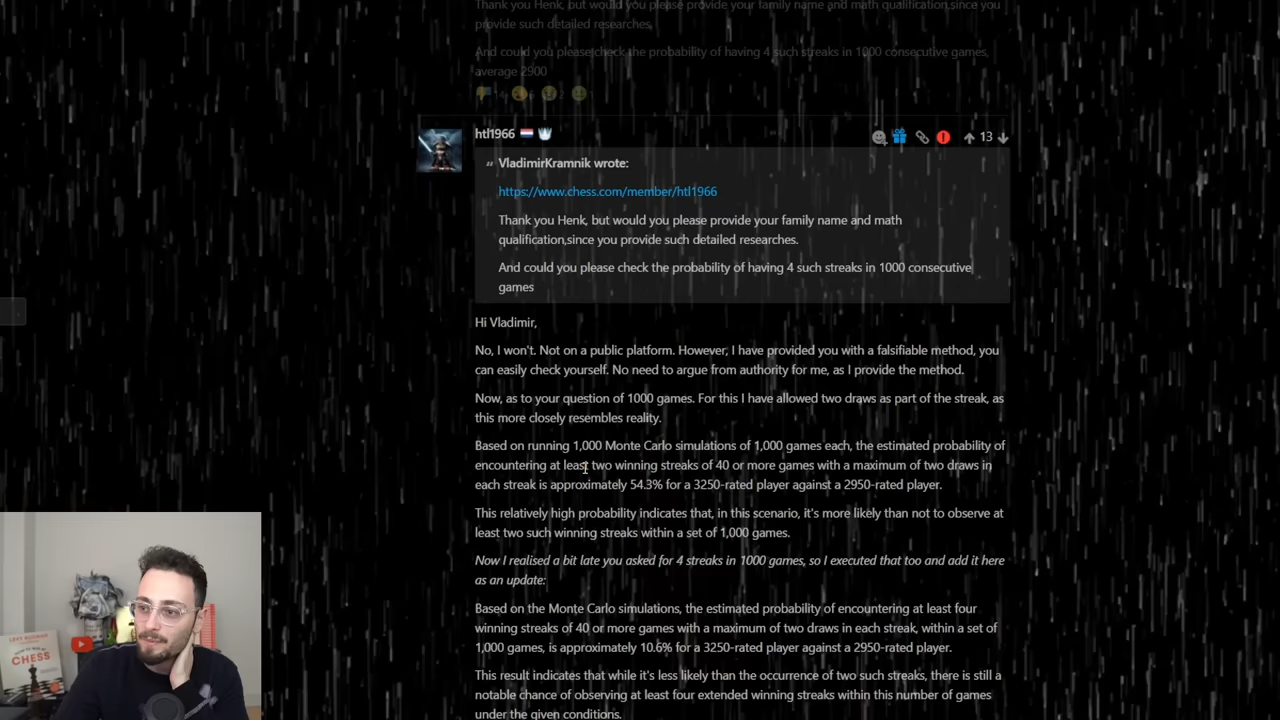 Thank you Henk, but would you please provide your family name and math qualification,since you
provide such detailed researches.
And could you please check the probability of having 4 such streaks in 1000 consecutive games,
average 2900
htl1966
13
VladimirKramnik wrote:
https://www.chess.com/member/htl1966
Thank you Henk, but would you please provide your family name and math
qualification,since you provide such detailed researches.
And could you please check the probability of having 4 such streaks in 1000 consecutive
games
Hi Vladimir,
No, I won't. Not on a public platform. However, I have provided you with a falsifiable method, you
can easily check yourself. No need to argue from authority for me, as I provide the method.
Now, as to your question of 1000 games. For this I have allowed two draws as part of the streak, as
this more closely resembles reality.
Based on running 1,000 Monte Carlo simulations of 1,000 games each, the estimated probability of
encountering at least two winning streaks of 40 or more games with a maximum of two draws in
each streak is approximately 54.3% for a 3250-rated player against a 2950-rated player.
This relatively high probability indicates that, in this scenario, it's more likely than not to observe at
least two such winning streaks within a set of 1,000 games.
Now I realised a bit late you asked for 4 streaks in 1000 games, so I executed that too and add it here
as an update:
Based on the Monte Carlo simulations, the estimated probability of encountering at least four
winning streaks of 40 or more games with a maximum of two draws in each streak, within a set of
1,000 games, is approximately 10.6% for a 3250-rated player against a 2950-rated player.
This result indicates that while it's less likely than the occurrence of two such streaks, there is still a
notable chance of observing at least four extended winning streaks within this number of games
under the given conditions.
CHESS